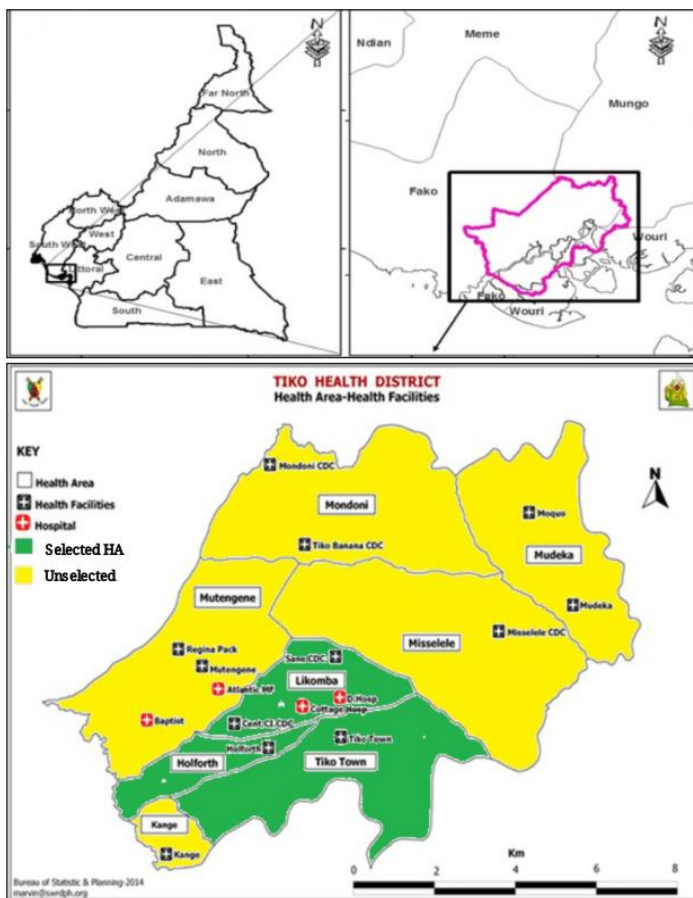 N
Far North
North
Adamawa
North West
West
South West
Littoral
Central
East
South
N
Ndian
Meme
Mungo
Fako
Wouri
Fako
Wouri
TIKO HEALTH DISTRICT
Health Area-Health Facilities
KEY
Health Area
Health Facilities
Hospital
Selected HA
Unselected
N
Mondoni CDC
Mondoni
Tiko Banana CDC
Moquo
Mudeka
Mudeka
Mutengene
Misselele
Misselele CDC
Regina Pack
Mutengene
Atlantic MF
Baptist
Sane CDC
Likomba
D.Hosp
Cottage Hosp
Cent.Cl.CDC
Holforth
Holforth
Tiko Town
Tiko Town
Kange
Kange
Km
0 2 4 6 8
Bureau of Statistic & Planning-2014
marvin@swrdph.org